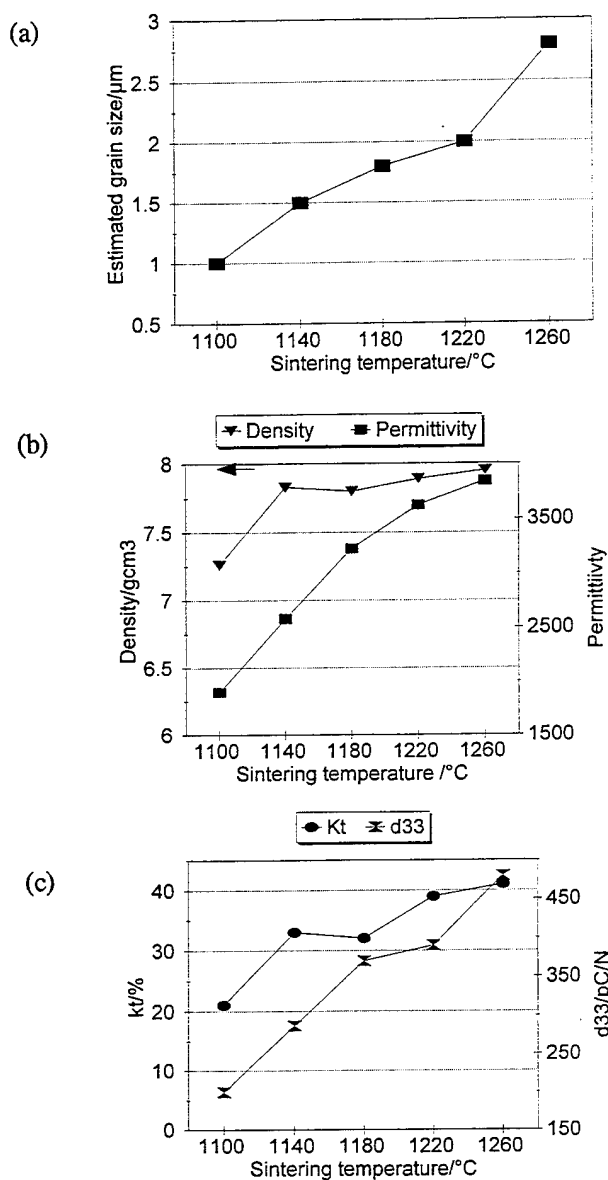 (a)
3
2.5
2
1.5
1
0.5
Estimated grain size/µm
1100 1140 1180 1220 1260
Sintering temperature/°C
(b)
Density Permittivity
8
7.5
7
6.5
6
Density/gcm3
3500
2500
1500
Permittiivty
1100 1140 1180 1220 1260
Sintering temperature /°C
(c)
Kt d33
40
30
20
10
0
kt/%
450
350
250
150
d33/pC/N
1100 1140 1180 1220 1260
Sintering temperature/°C